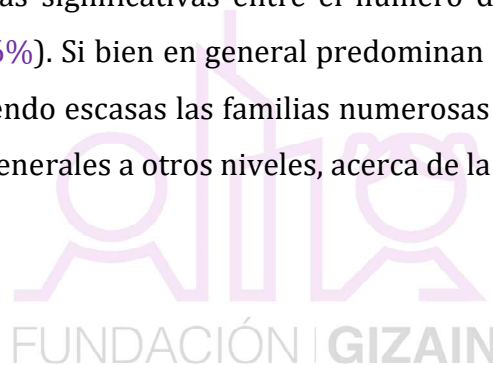 as significativas entre el número d
5%). Si bien en general predominan
endo escasas las familias numerosas
enerales a otros niveles, acerca de la
FUNDACIÓN | GIZAIN